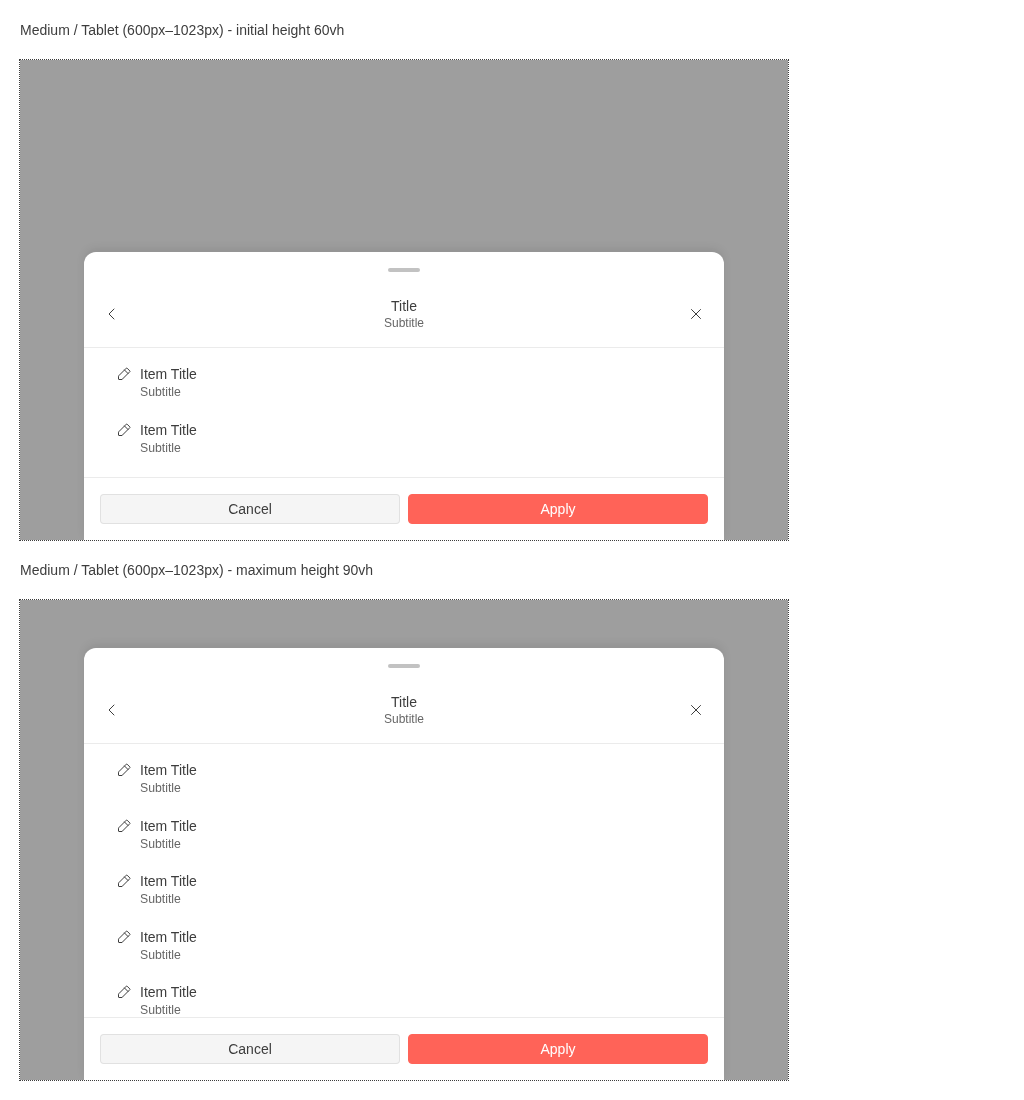 Medium / Tablet (600px–1023px) - initial height 60vh
Title
Subtitle
Item Title
Subtitle
Item Title
Subtitle
Cancel
Apply
Medium / Tablet (600px–1023px) - maximum height 90vh
Title
Subtitle
Item Title
Subtitle
Item Title
Subtitle
Item Title
Subtitle
Item Title
Subtitle
Item Title
Subtitle
Cancel
Apply